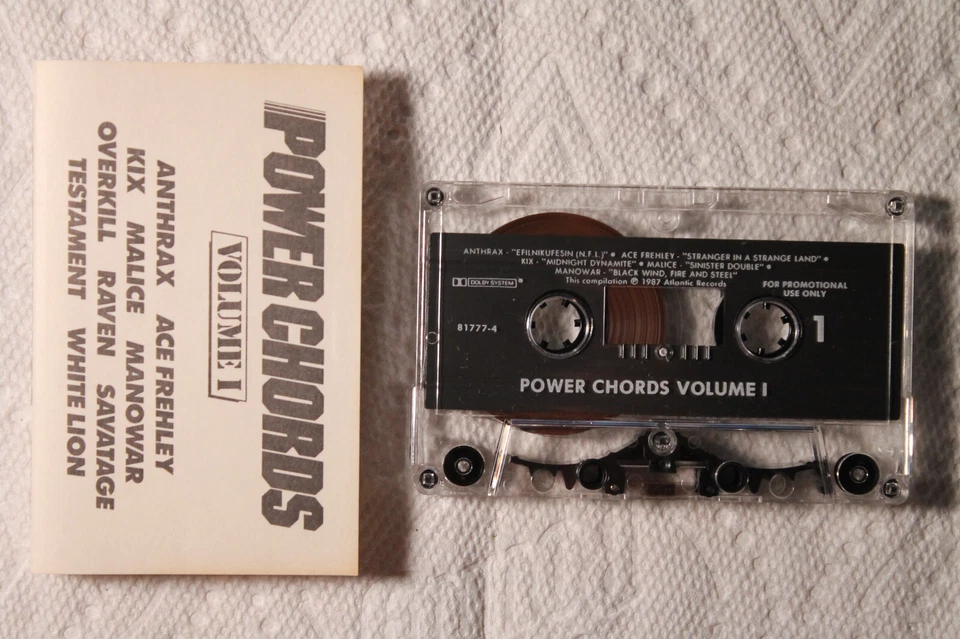 POWER CHORDS
VOLUME I
ANTHRAX ACE FREHLEY
KIX MALICE MANOWAR
OVERKILL RAVEN SAVATAGE
TESTAMENT WHITE LION
ANTHRAX - "EFILNIKUFESIN (N.F.L.)" • ACE FREHLEY - "STRANGER IN A STRANGE LAND" •
KIX - "MIDNIGHT DYNAMITE" • MALICE - "SINISTER DOUBLE" •
MANOWAR - "BLACK WIND, FIRE AND STEEL"
This compilation ℗ 1987 Atlantic Records
DOLBY SYSTEM®
FOR PROMOTIONAL
USE ONLY
81777-4
1
POWER CHORDS VOLUME I